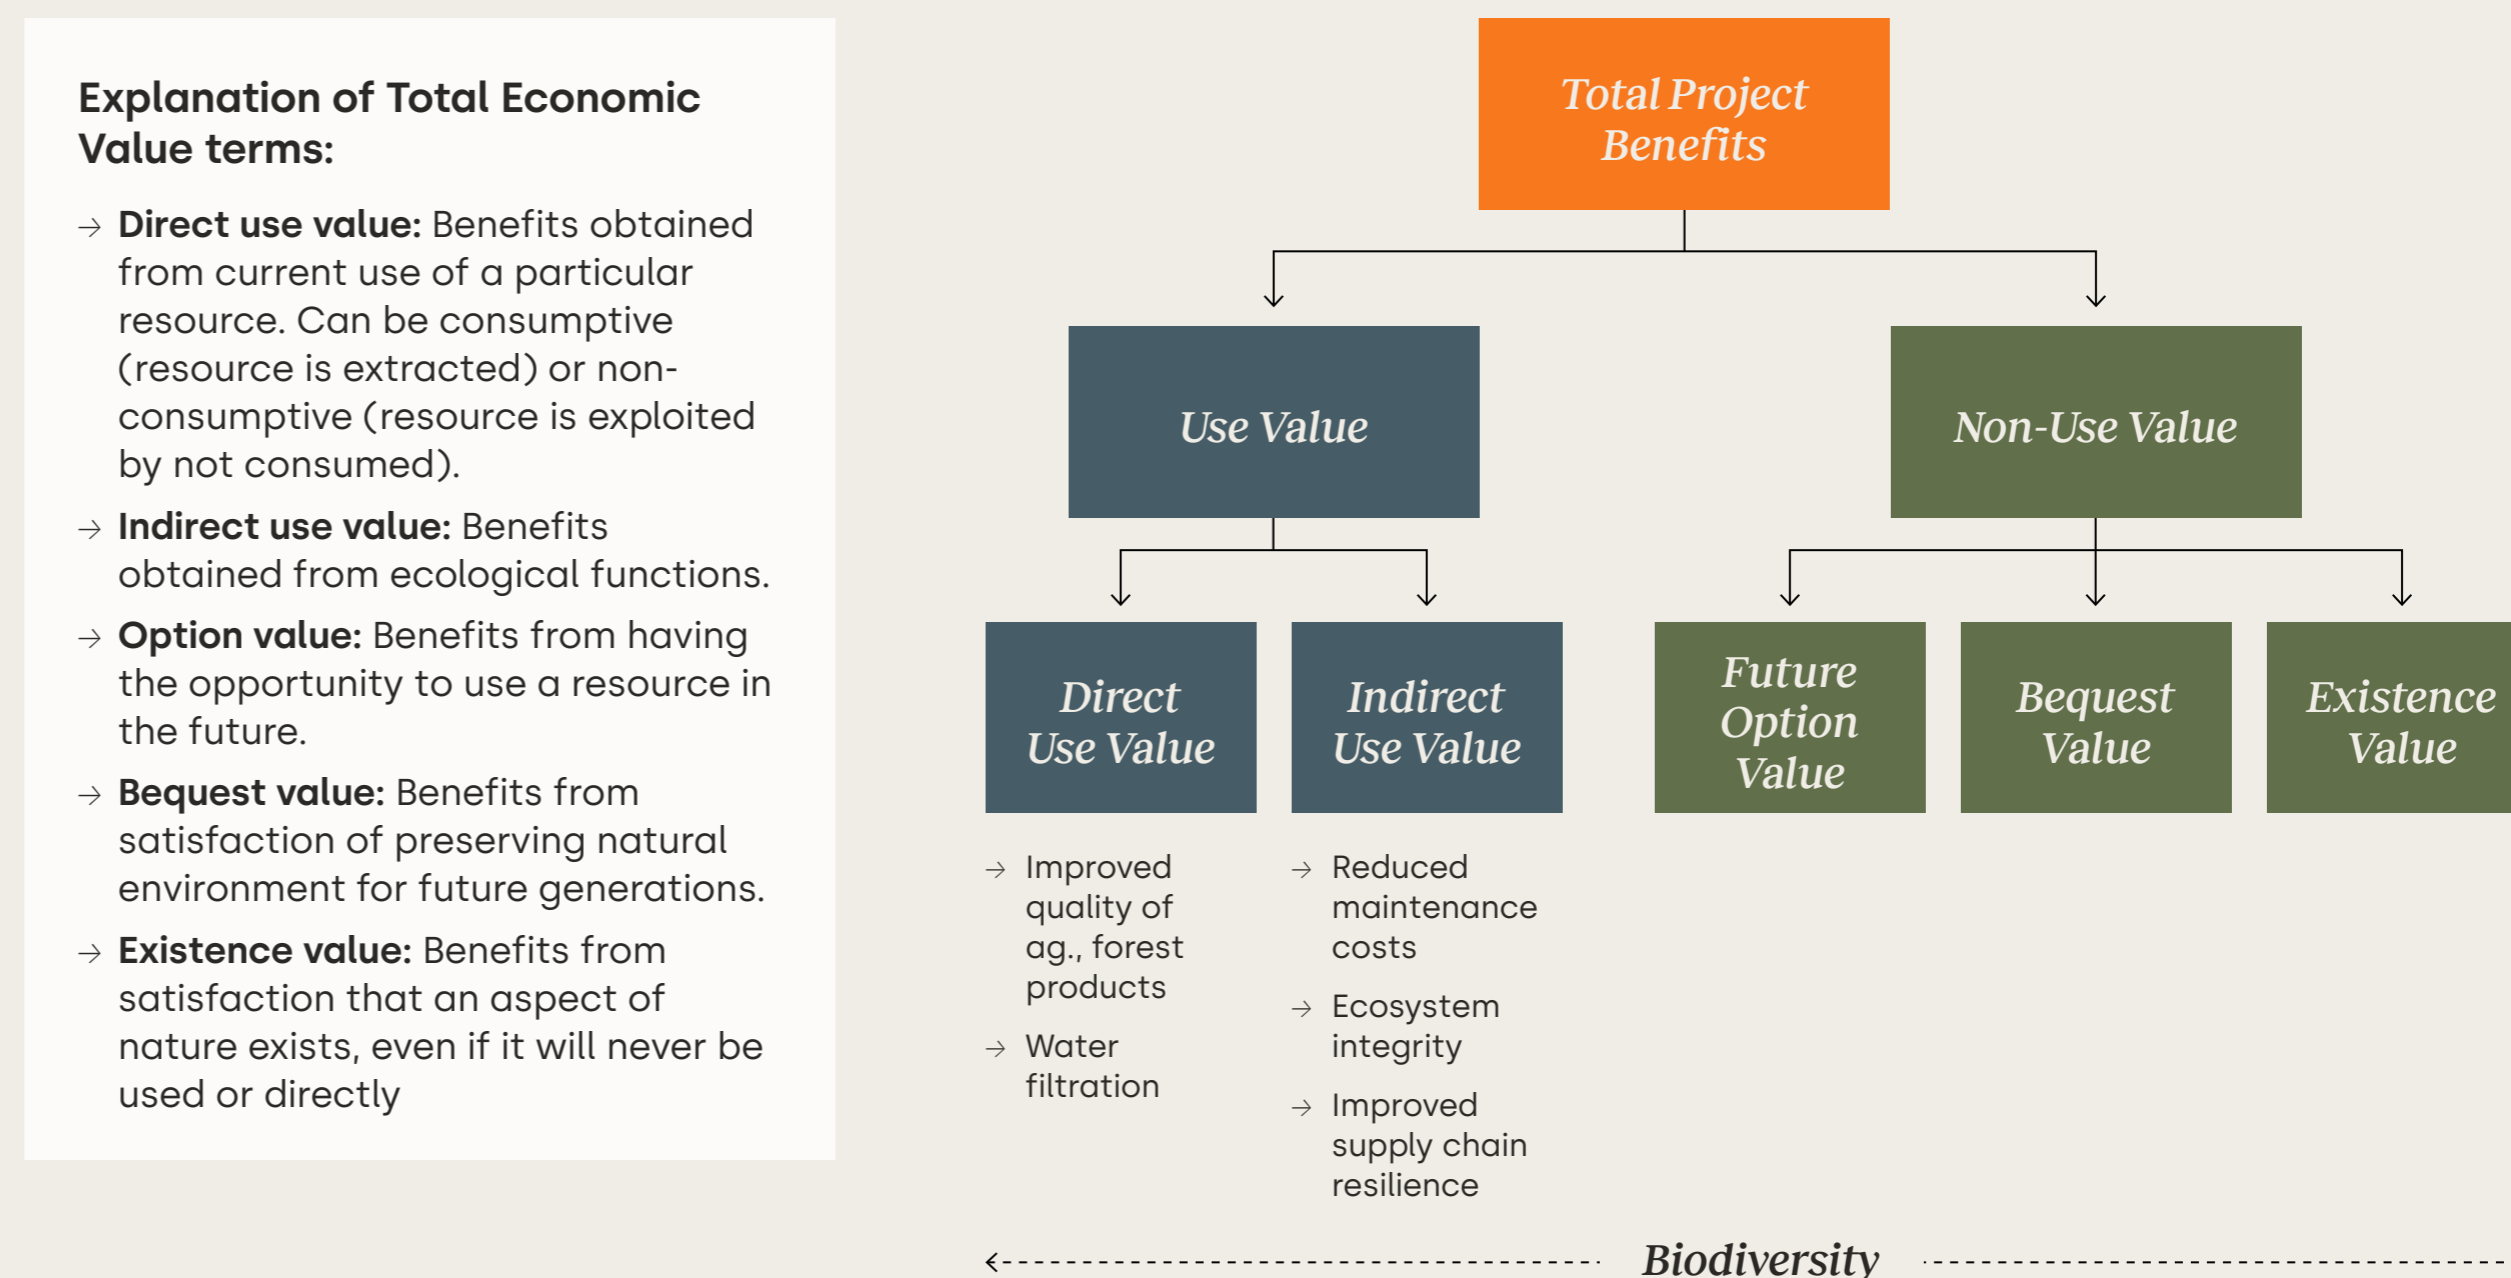 Explanation of Total Economic
Value terms:
→ Direct use value: Benefits obtained
from current use of a particular
resource. Can be consumptive
(resource is extracted) or non-
consumptive (resource is exploited
by not consumed).
→ Indirect use value: Benefits
obtained from ecological functions.
→ Option value: Benefits from having
the opportunity to use a resource in
the future.
→ Bequest value: Benefits from
satisfaction of preserving natural
environment for future generations.
→ Existence value: Benefits from
satisfaction that an aspect of
nature exists, even if it will never be
used or directly
Total Project
Benefits
Use Value
Non-Use Value
Direct
Use Value
Indirect
Use Value
Future
Option
Value
Bequest
Value
Existence
Value
→ Improved
quality of
ag., forest
products
→ Water
filtration
→ Reduced
maintenance
costs
→ Ecosystem
integrity
→ Improved
supply chain
resilience
Biodiversity